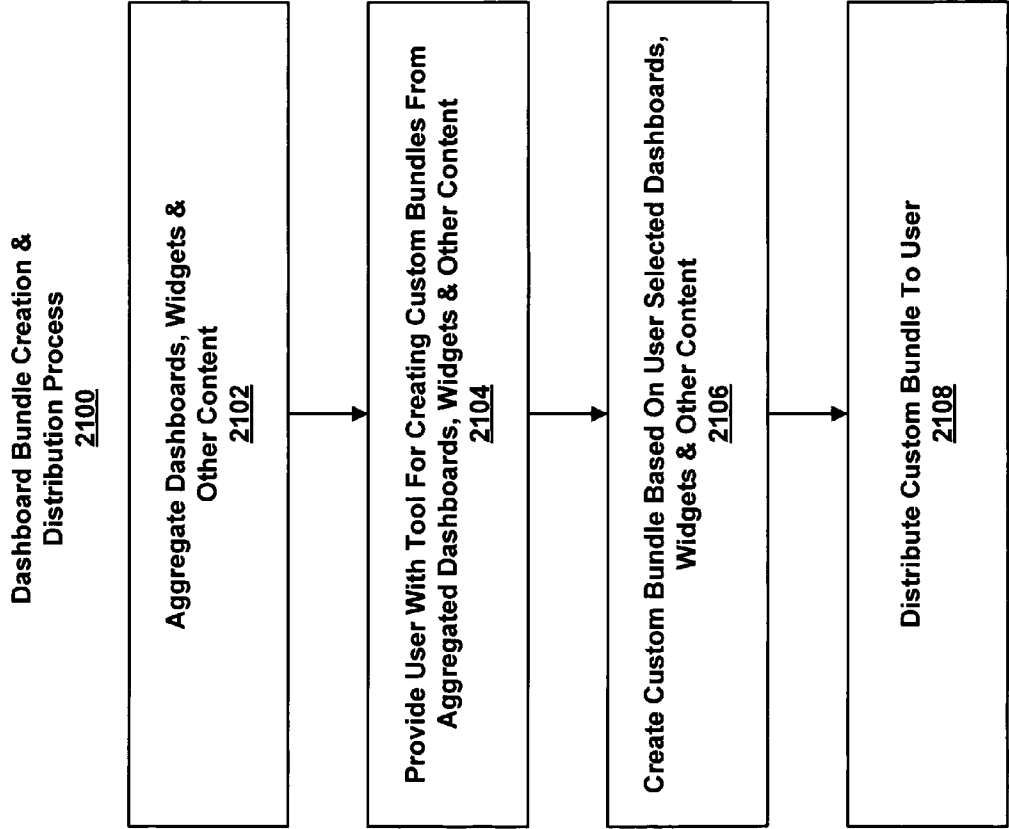 Dashboard Bundle Creation &
Distribution Process
2100
Aggregate Dashboards, Widgets &
Other Content
2102
Provide User With Tool For Creating Custom Bundles From
Aggregated Dashboards, Widgets & Other Content
2104
Create Custom Bundle Based On User Selected Dashboards,
Widgets & Other Content
2106
Distribute Custom Bundle To User
2108